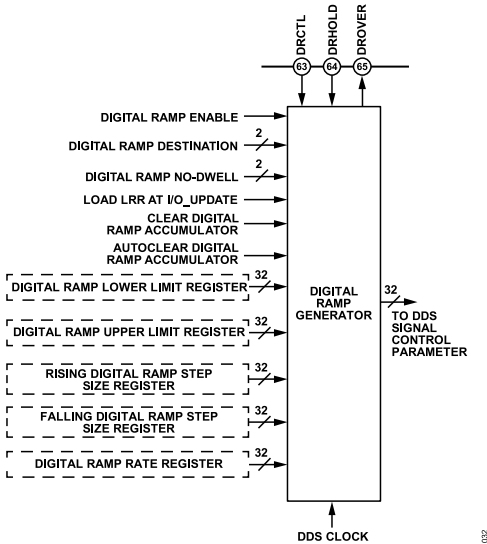 DRCTL
DRHOLD
DROVER
63
64
65
DIGITAL RAMP ENABLE
2
DIGITAL RAMP DESTINATION
2
DIGITAL RAMP NO-DWELL
LOAD LRR AT I/O_UPDATE
CLEAR DIGITAL
RAMP ACCUMULATOR
AUTOCLEAR DIGITAL
RAMP ACCUMULATOR
32
DIGITAL RAMP LOWER LIMIT REGISTER
32
DIGITAL RAMP UPPER LIMIT REGISTER
32
RISING DIGITAL RAMP STEP
SIZE REGISTER
32
FALLING DIGITAL RAMP STEP
SIZE REGISTER
32
DIGITAL RAMP RATE REGISTER
DIGITAL
RAMP
GENERATOR
32
TO DDS
SIGNAL
CONTROL
PARAMETER
DDS CLOCK
032